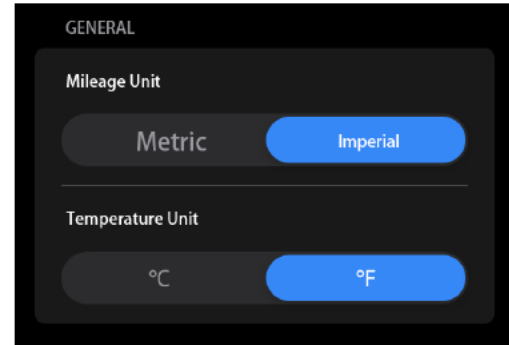 GENERAL
Mileage Unit
Metric Imperial
Temperature Unit
°C °F